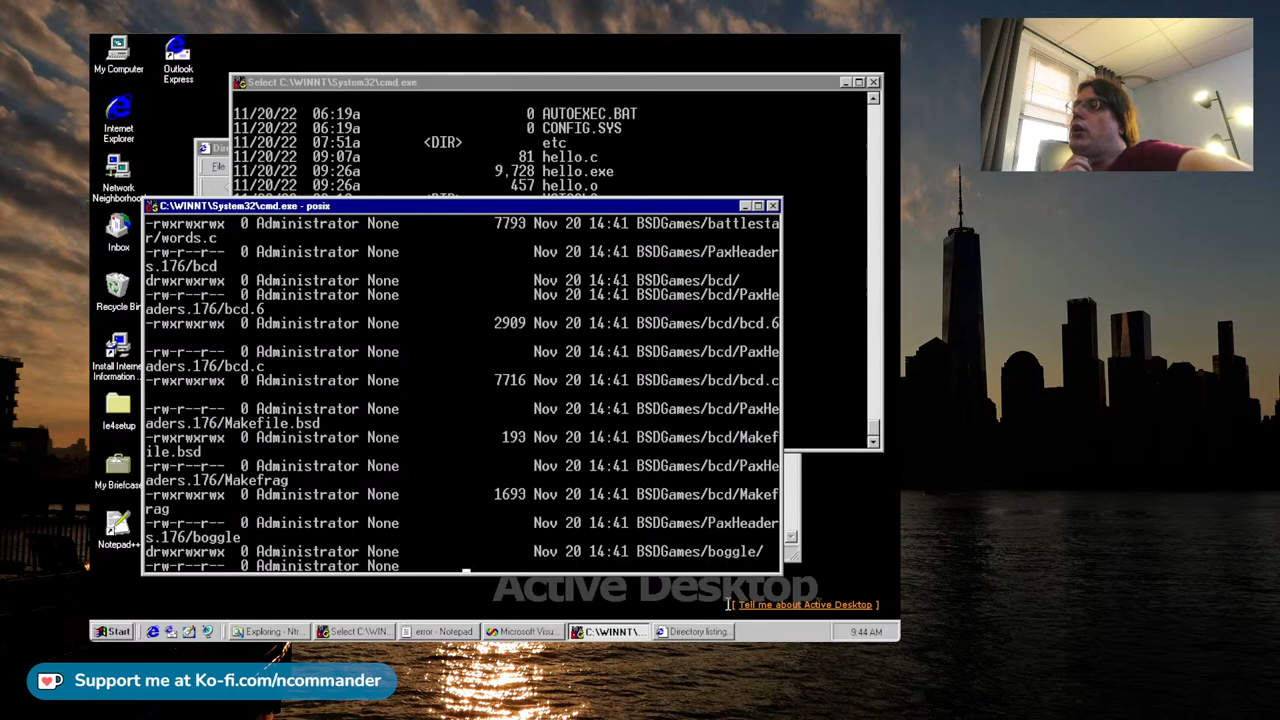 My Computer
Outlook
Express
Internet
Explorer
Network
Neighborhoo
Inbox
Recycle Bin
Install Interne
Information ...
Ie4setup
My Briefcase
Notepad++
Select C:\WINNT\System32\cmd.exe
11/20/22 06:19a 0 AUTOEXEC.BAT
11/20/22 06:19a 0 CONFIG.SYS
11/20/22 07:51a <DIR> etc
11/20/22 09:07a 81 hello.c
11/20/22 09:26a 9,728 hello.exe
11/20/22 09:26a 457 hello.o
Dire
File
C:\WINNT\System32\cmd.exe - posix
-rwxrwxrwx 0 Administrator None 7793 Nov 20 14:41 BSDGames/battlesta
r/words.c
-rw-r--r-- 0 Administrator None Nov 20 14:41 BSDGames/PaxHeader
s.176/bcd
drwxrwxrwx 0 Administrator None Nov 20 14:41 BSDGames/bcd/
-rw-r--r-- 0 Administrator None Nov 20 14:41 BSDGames/bcd/PaxHe
aders.176/bcd.6
-rwxrwxrwx 0 Administrator None 2909 Nov 20 14:41 BSDGames/bcd/bcd.6
-rw-r--r-- 0 Administrator None Nov 20 14:41 BSDGames/bcd/PaxHe
aders.176/bcd.c
-rwxrwxrwx 0 Administrator None 7716 Nov 20 14:41 BSDGames/bcd/bcd.c
-rw-r--r-- 0 Administrator None Nov 20 14:41 BSDGames/bcd/PaxHe
aders.176/Makefile.bsd
-rwxrwxrwx 0 Administrator None 193 Nov 20 14:41 BSDGames/bcd/Makef
ile.bsd
-rw-r--r-- 0 Administrator None Nov 20 14:41 BSDGames/bcd/PaxHe
aders.176/Makefrag
-rwxrwxrwx 0 Administrator None 1693 Nov 20 14:41 BSDGames/bcd/Makef
rag
-rw-r--r-- 0 Administrator None Nov 20 14:41 BSDGames/PaxHeader
s.176/boggle
drwxrwxrwx 0 Administrator None Nov 20 14:41 BSDGames/boggle/
-rw-r--r-- 0 Administrator None
Active Desktop
[ Tell me about Active Desktop ]
Start
Exploring - Ntr...
Select C:\WIN...
error - Notepad
Microsoft Visu...
C:\WINNT\...
Directory listing...
9:44 AM
Support me at Ko-fi.com/ncommander